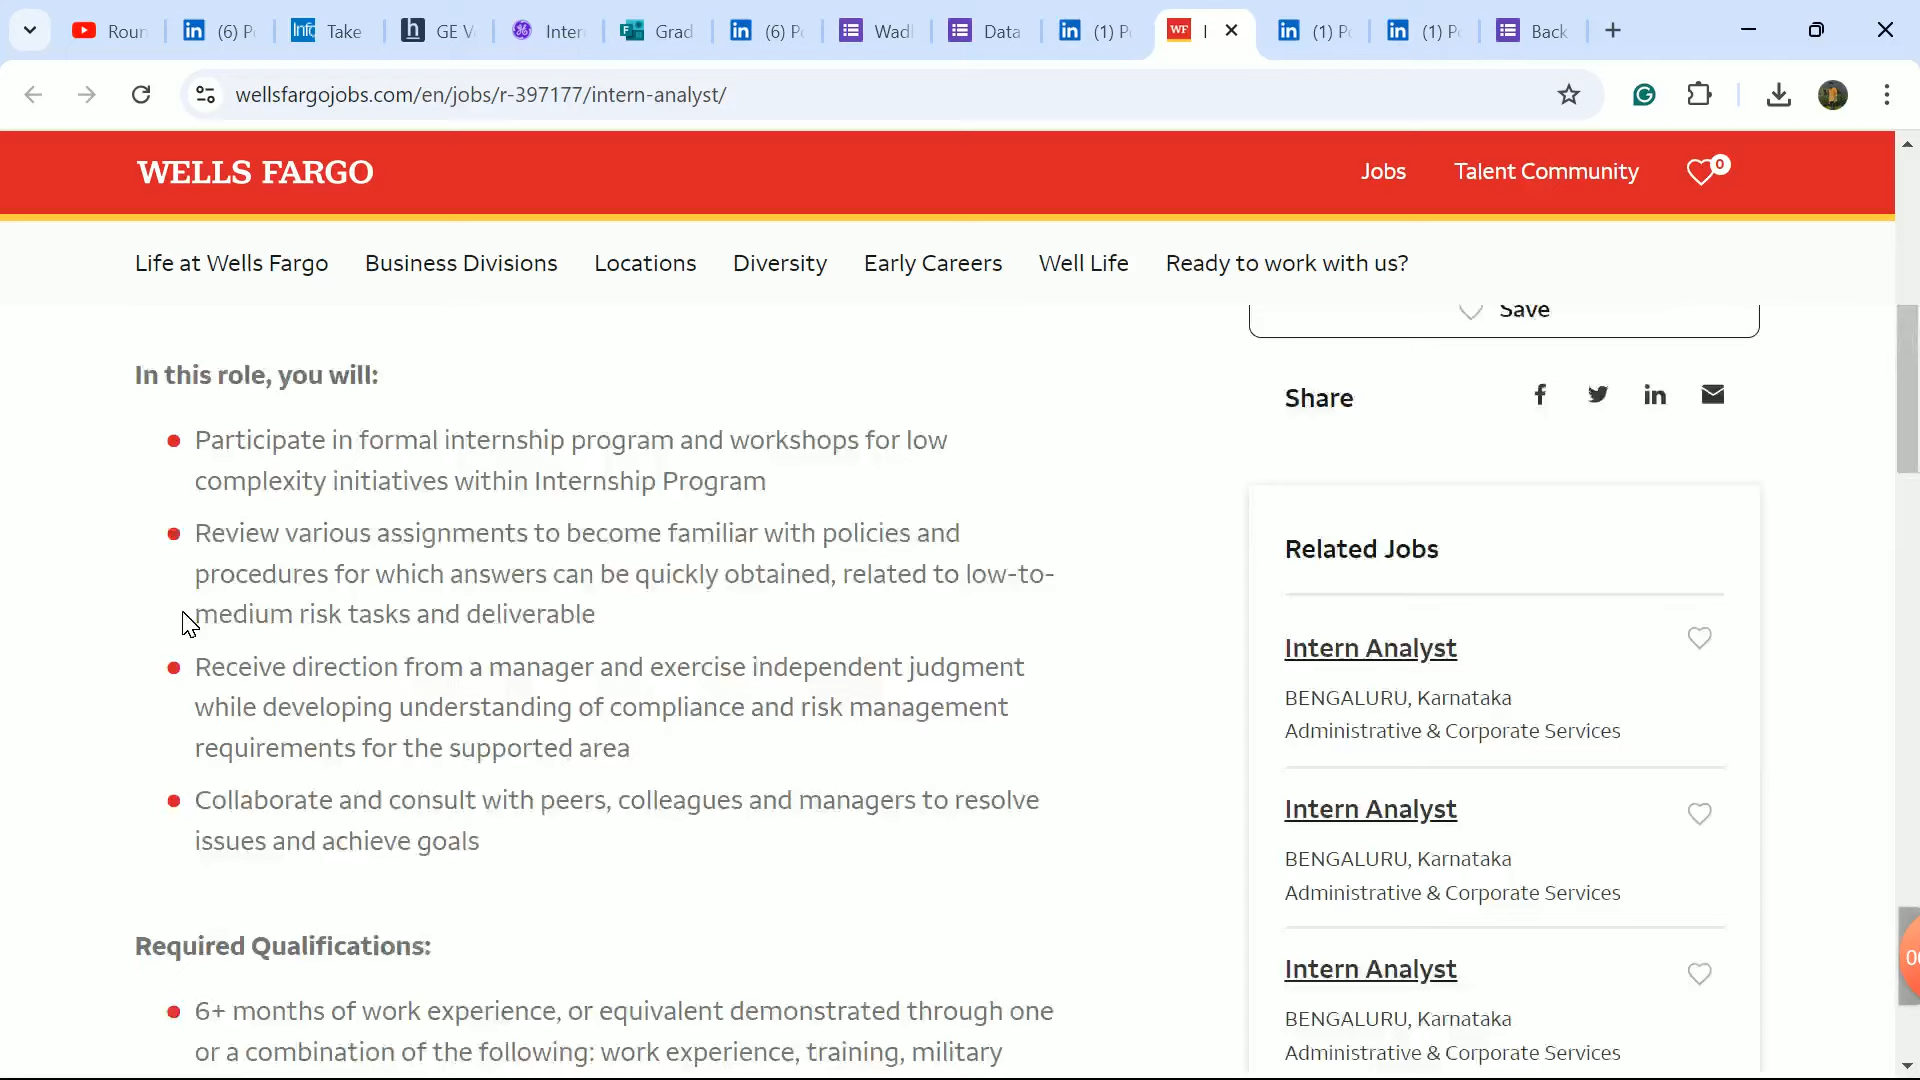 Roun
(6) P
Take
GE V
Inter
Grad
(6) P
Wadl
Data
(1) P
(1) P
(1) P
Back
wellsfargojobs.com/en/jobs/r-397177/intern-analyst/
WELLS FARGO
Jobs
Talent Community
0
Life at Wells Fargo
Business Divisions
Locations
Diversity
Early Careers
Well Life
Ready to work with us?
Save
Share
In this role, you will:
Participate in formal internship program and workshops for low
complexity initiatives within Internship Program
Review various assignments to become familiar with policies and
procedures for which answers can be quickly obtained, related to low-to-
medium risk tasks and deliverable
Receive direction from a manager and exercise independent judgment
while developing understanding of compliance and risk management
requirements for the supported area
Collaborate and consult with peers, colleagues and managers to resolve
issues and achieve goals
Required Qualifications:
6+ months of work experience, or equivalent demonstrated through one
or a combination of the following: work experience, training, military
Related Jobs
Intern Analyst
BENGALURU, Karnataka
Administrative & Corporate Services
Intern Analyst
BENGALURU, Karnataka
Administrative & Corporate Services
Intern Analyst
BENGALURU, Karnataka
Administrative & Corporate Services